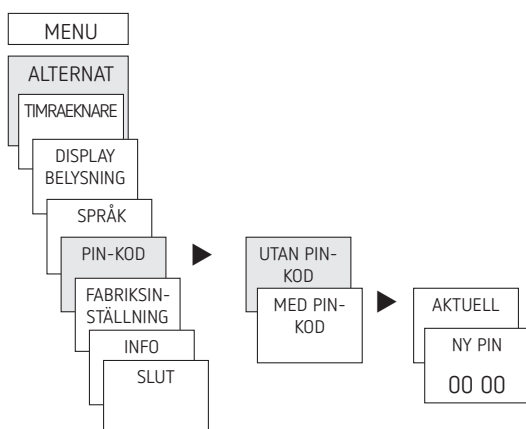 MENU
ALTERNAT
TIMRAEKNARE
DISPLAY
BELYSNING
SPRÅK
PIN-KOD
FABRIKSIN-
STÄLLNING
INFO
SLUT
UTAN PIN-
KOD
MED PIN-
KOD
AKTUELL
NY PIN
00 00